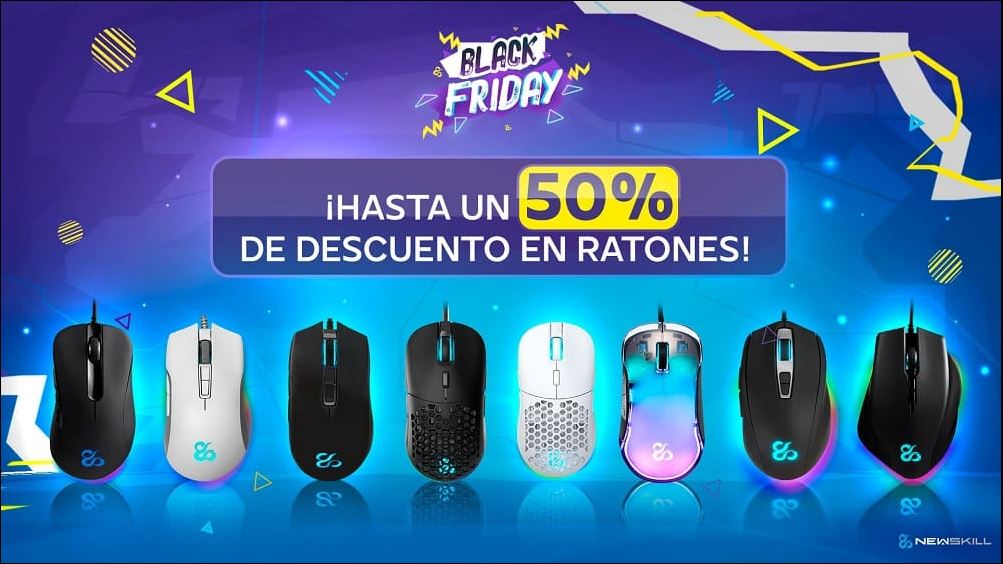 BLACK
FRIDAY
¡HASTA UN 50%
DE DESCUENTO EN RATONES!
NEWSKILL